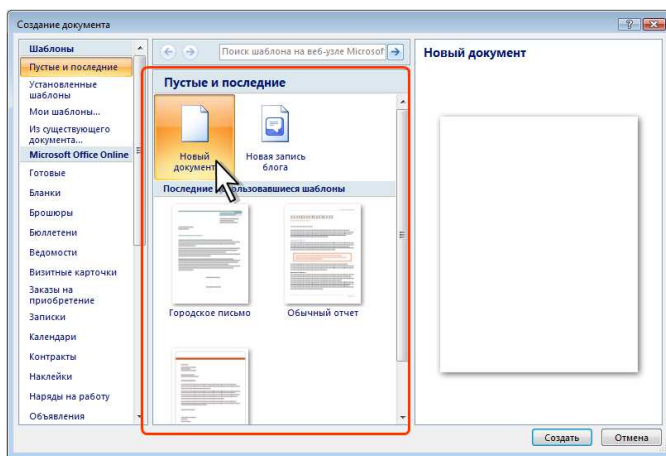 Создание документа
Шаблоны
Пустые и последние
Установленные
шаблоны
Мои шаблоны...
Из существующего
документа...
Microsoft Office Online
Готовые
Бланки
Брошюры
Бюллетени
Ведомости
Визитные карточки
Заказы на
приобретение
Записки
Календари
Контракты
Наклейки
Наряды на работу
Объявления
Поиск шаблона на веб-узле Microsof
Пустые и последние
Новый
документ
Новая запись
блога
Последние использовавшиеся шаблоны
Городское письмо
Обычный отчет
Новый документ
Создать
Отмена